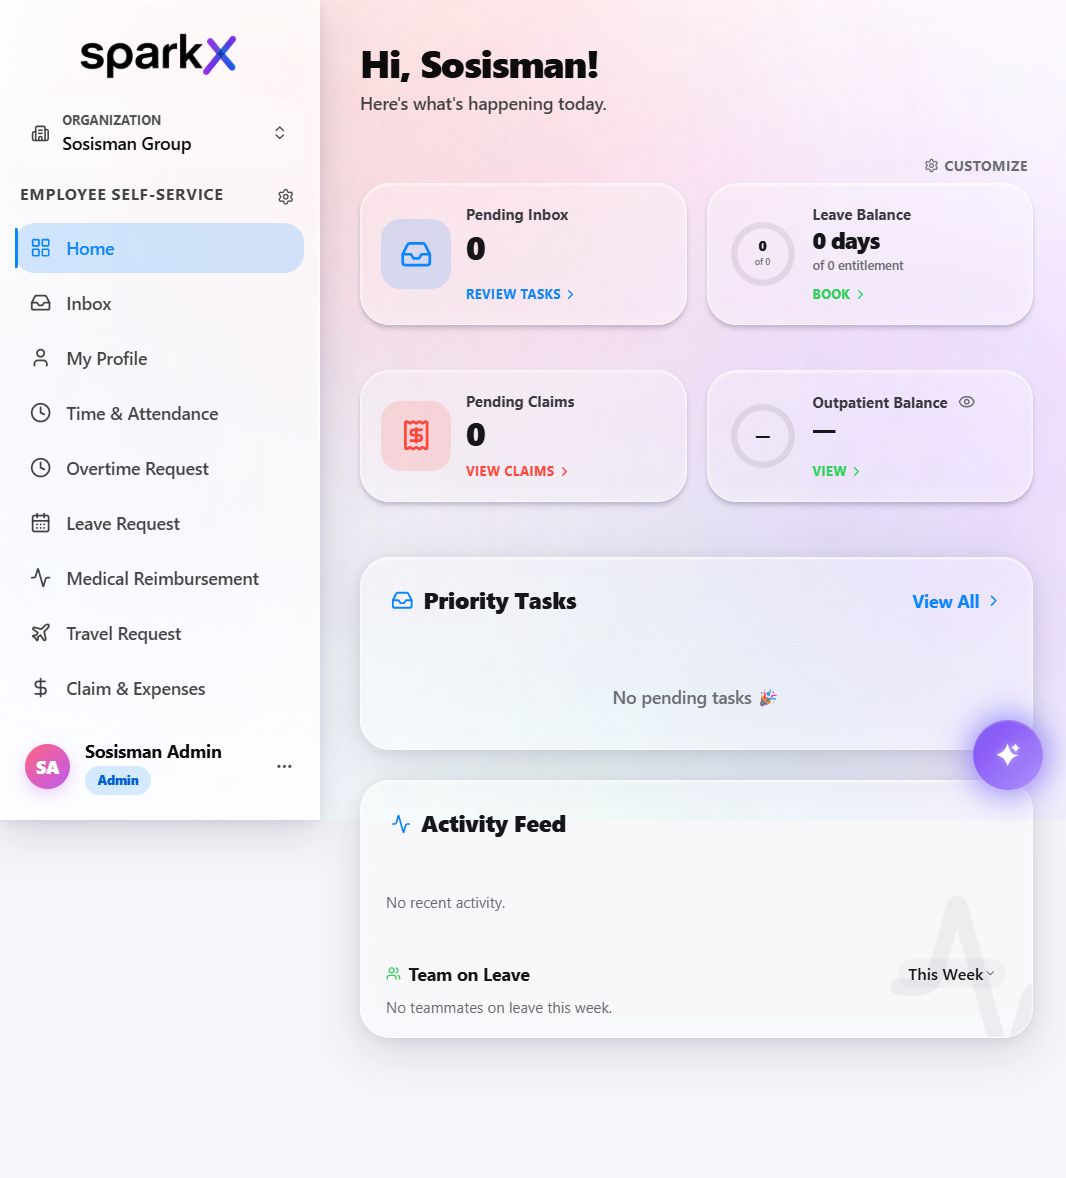 sparkX
ORGANIZATION
Sosisman Group
EMPLOYEE SELF-SERVICE
Home
Inbox
My Profile
Time & Attendance
Overtime Request
Leave Request
Medical Reimbursement
Travel Request
Claim & Expenses
SA
Sosisman Admin
Admin
Hi, Sosisman!
Here's what's happening today.
CUSTOMIZE
Pending Inbox
0
REVIEW TASKS
0
of 0
Leave Balance
0 days
of 0 entitlement
BOOK
Pending Claims
0
VIEW CLAIMS
—
Outpatient Balance
—
VIEW
Priority Tasks
View All
No pending tasks 🎉
Activity Feed
No recent activity.
Team on Leave
This Week
No teammates on leave this week.